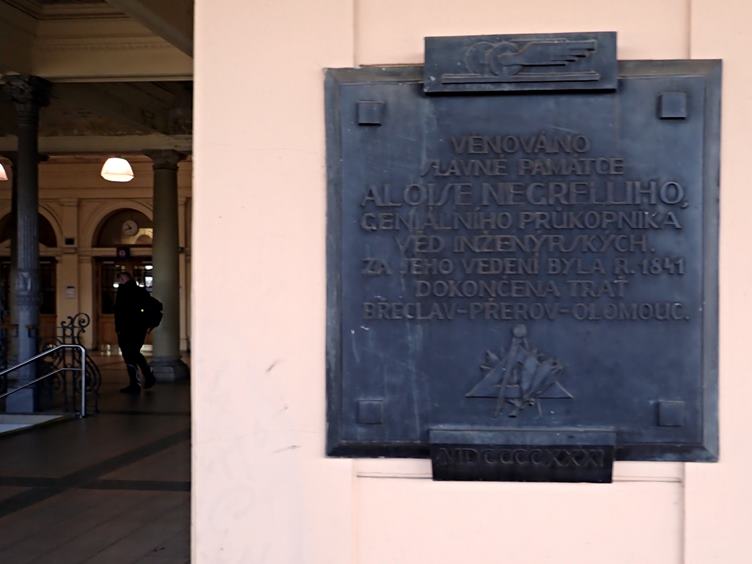 VĚNOVÁNO
SLAVNÉ PAMÁTCE
ALOISE NEGRELLIHO,
GENIÁLNÍHO PRŮKOPNÍKA
VĚD INŽENÝRSKÝCH.
ZA JEHO VEDENÍ BYLA R. 1841
DOKONČENA TRAŤ
BŘECLAV-PŘEROV-OLOMOUC.
MDCCCCXXXI